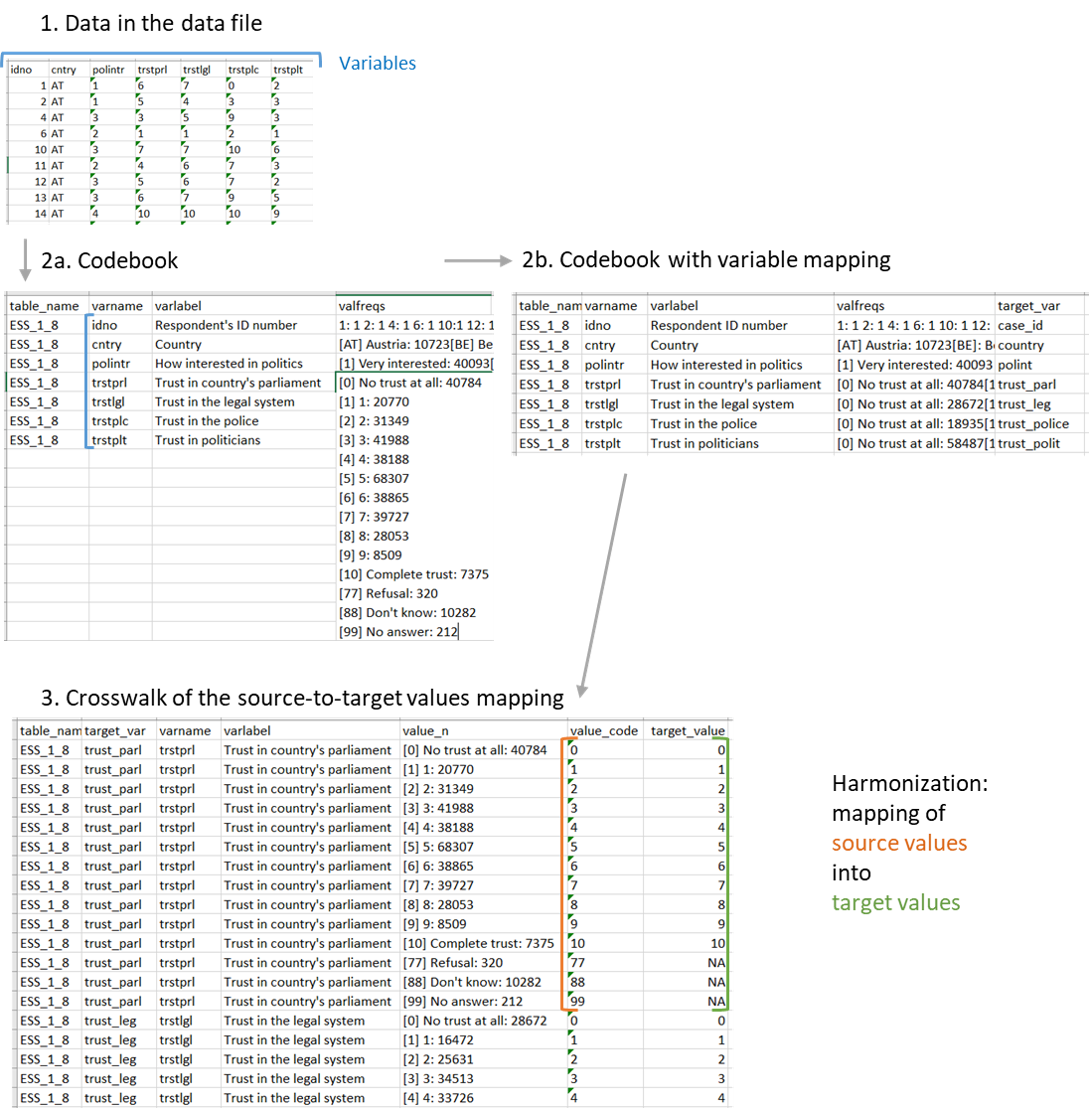 1. Data in the data file
Variables
idno cntry polintr trstprl trstlgl trstplc trstplt
1 AT 1 6 7 0 2
2 AT 1 5 4 3 3
4 AT 3 3 5 9 3
6 AT 2 1 1 2 1
10 AT 3 7 7 10 6
11 AT 2 4 6 7 3
12 AT 3 5 6 7 2
13 AT 3 6 7 9 5
14 AT 4 10 10 10 9
2a. Codebook
table_name varname varlabel valfreqs
ESS_1_8 idno Respondent's ID number 1: 1 2: 1 4: 1 6: 1 10:1 12: 1
ESS_1_8 cntry Country [AT] Austria: 10723[BE] Be
ESS_1_8 polintr How interested in politics [1] Very interested: 40093[
ESS_1_8 trstprl Trust in country's parliament [0] No trust at all: 40784
ESS_1_8 trstlgl Trust in the legal system [1] 1: 20770
ESS_1_8 trstplc Trust in the police [2] 2: 31349
ESS_1_8 trstplt Trust in politicians [3] 3: 41988
[4] 4: 38188
[5] 5: 68307
[6] 6: 38865
[7] 7: 39727
[8] 8: 28053
[9] 9: 8509
[10] Complete trust: 7375
[77] Refusal: 320
[88] Don't know: 10282
[99] No answer: 212
2b. Codebook with variable mapping
table_nam varname varlabel valfreqs target_var
ESS_1_8 idno Respondent ID number 1: 1 2: 1 4: 1 6: 1 10: 1 12: case_id
ESS_1_8 cntry Country [AT] Austria: 10723[BE]: Be country
ESS_1_8 polintr How interested in politics [1] Very interested: 40093 polint
ESS_1_8 trstprl Trust in country's parliament [0] No trust at all: 40784[1 trust_parl
ESS_1_8 trstlgl Trust in the legal system [0] No trust at all: 28672[1 trust_leg
ESS_1_8 trstplc Trust in the police [0] No trust at all: 18935[1 trust_police
ESS_1_8 trstplt Trust in politicians [0] No trust at all: 58487[1 trust_polit
3. Crosswalk of the source-to-target values mapping
table_nam target_var varname varlabel value_n value_code target_value
ESS_1_8 trust_parl trstprl Trust in country's parliament [0] No trust at all: 40784 0 0
ESS_1_8 trust_parl trstprl Trust in country's parliament [1] 1: 20770 1 1
ESS_1_8 trust_parl trstprl Trust in country's parliament [2] 2: 31349 2 2
ESS_1_8 trust_parl trstprl Trust in country's parliament [3] 3: 41988 3 3
ESS_1_8 trust_parl trstprl Trust in country's parliament [4] 4: 38188 4 4
ESS_1_8 trust_parl trstprl Trust in country's parliament [5] 5: 68307 5 5
ESS_1_8 trust_parl trstprl Trust in country's parliament [6] 6: 38865 6 6
ESS_1_8 trust_parl trstprl Trust in country's parliament [7] 7: 39727 7 7
ESS_1_8 trust_parl trstprl Trust in country's parliament [8] 8: 28053 8 8
ESS_1_8 trust_parl trstprl Trust in country's parliament [9] 9: 8509 9 9
ESS_1_8 trust_parl trstprl Trust in country's parliament [10] Complete trust: 7375 10 10
ESS_1_8 trust_parl trstprl Trust in country's parliament [77] Refusal: 320 77 NA
ESS_1_8 trust_parl trstprl Trust in country's parliament [88] Don't know: 10282 88 NA
ESS_1_8 trust_parl trstprl Trust in country's parliament [99] No answer: 212 99 NA
ESS_1_8 trust_leg trstlgl Trust in the legal system [0] No trust at all: 28672 0 0
ESS_1_8 trust_leg trstlgl Trust in the legal system [1] 1: 16472 1 1
ESS_1_8 trust_leg trstlgl Trust in the legal system [2] 2: 25631 2 2
ESS_1_8 trust_leg trstlgl Trust in the legal system [3] 3: 34513 3 3
ESS_1_8 trust_leg trstlgl Trust in the legal system [4] 4: 33726 4 4
Harmonization:
mapping of
source values
into
target values